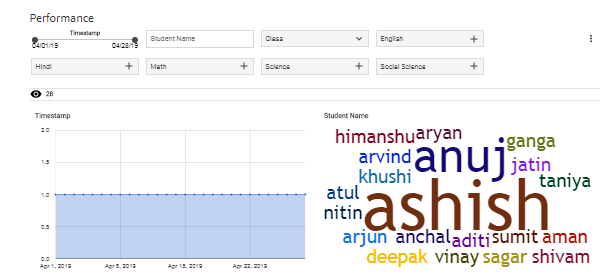 Performance
Timestamp
04/01/19 04/28/19
Student Name
Class
English
Hindi
Math
Science
Social Science
28
Timestamp
2.0
1.5
1.0
0.5
0.0
Apr 1, 2019 Apr 8, 2019 Apr 15, 2019 Apr 22, 2019
Student Name
himanshu aryan ganga
arvind anuj jatin
khushi taniya
atul ashish
nitin
arjun anchal aditi sumit aman
deepak vinay sagar shivam